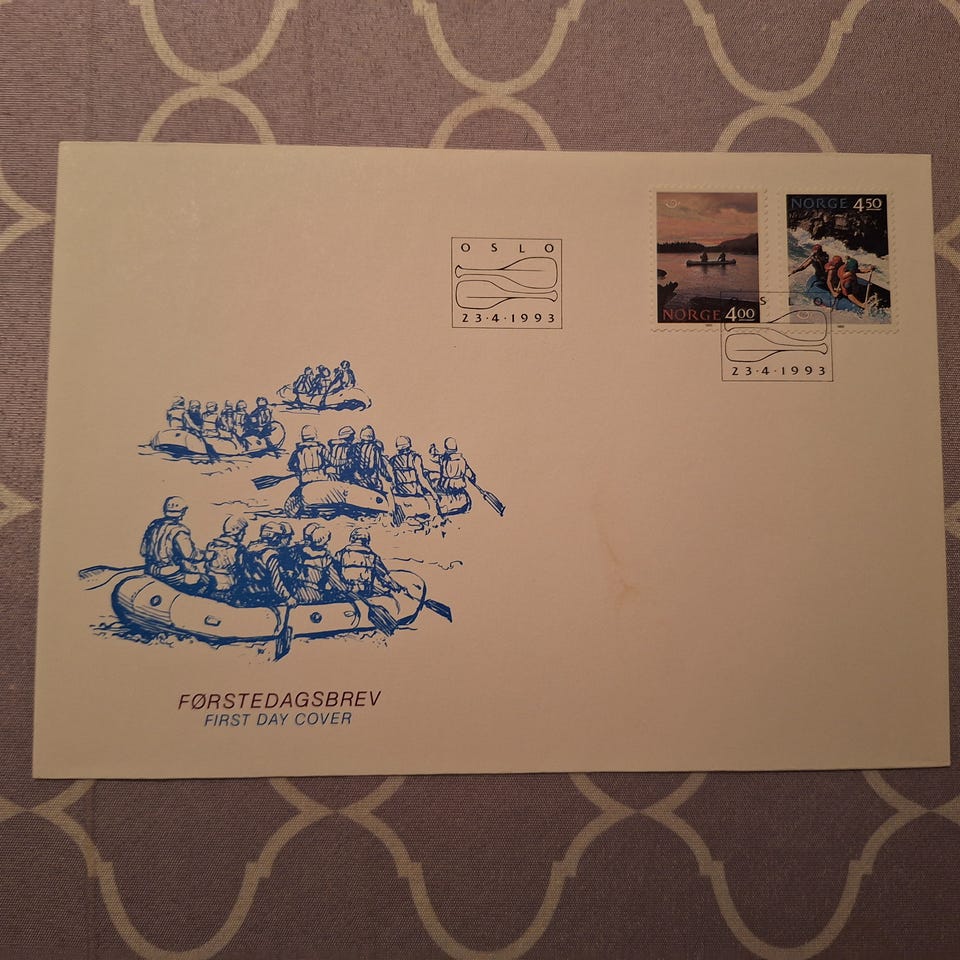 NORGE 4.00
NORGE 4.50
OSLO
23·4·1993
OSLO
23·4·1993
FØRSTEDAGSBREV
FIRST DAY COVER